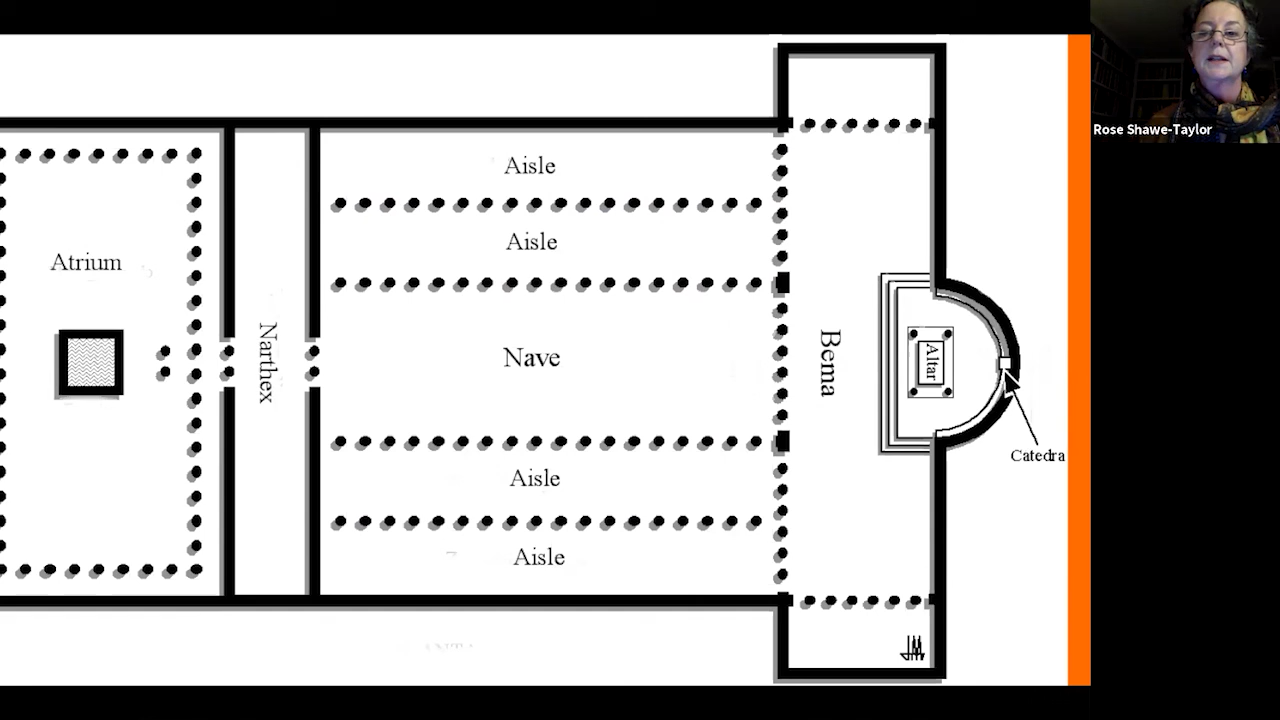 Rose Shawe-Taylor
Aisle
Aisle
Atrium
Narthex
Nave
Bema
Altar
Catedra
Aisle
Aisle